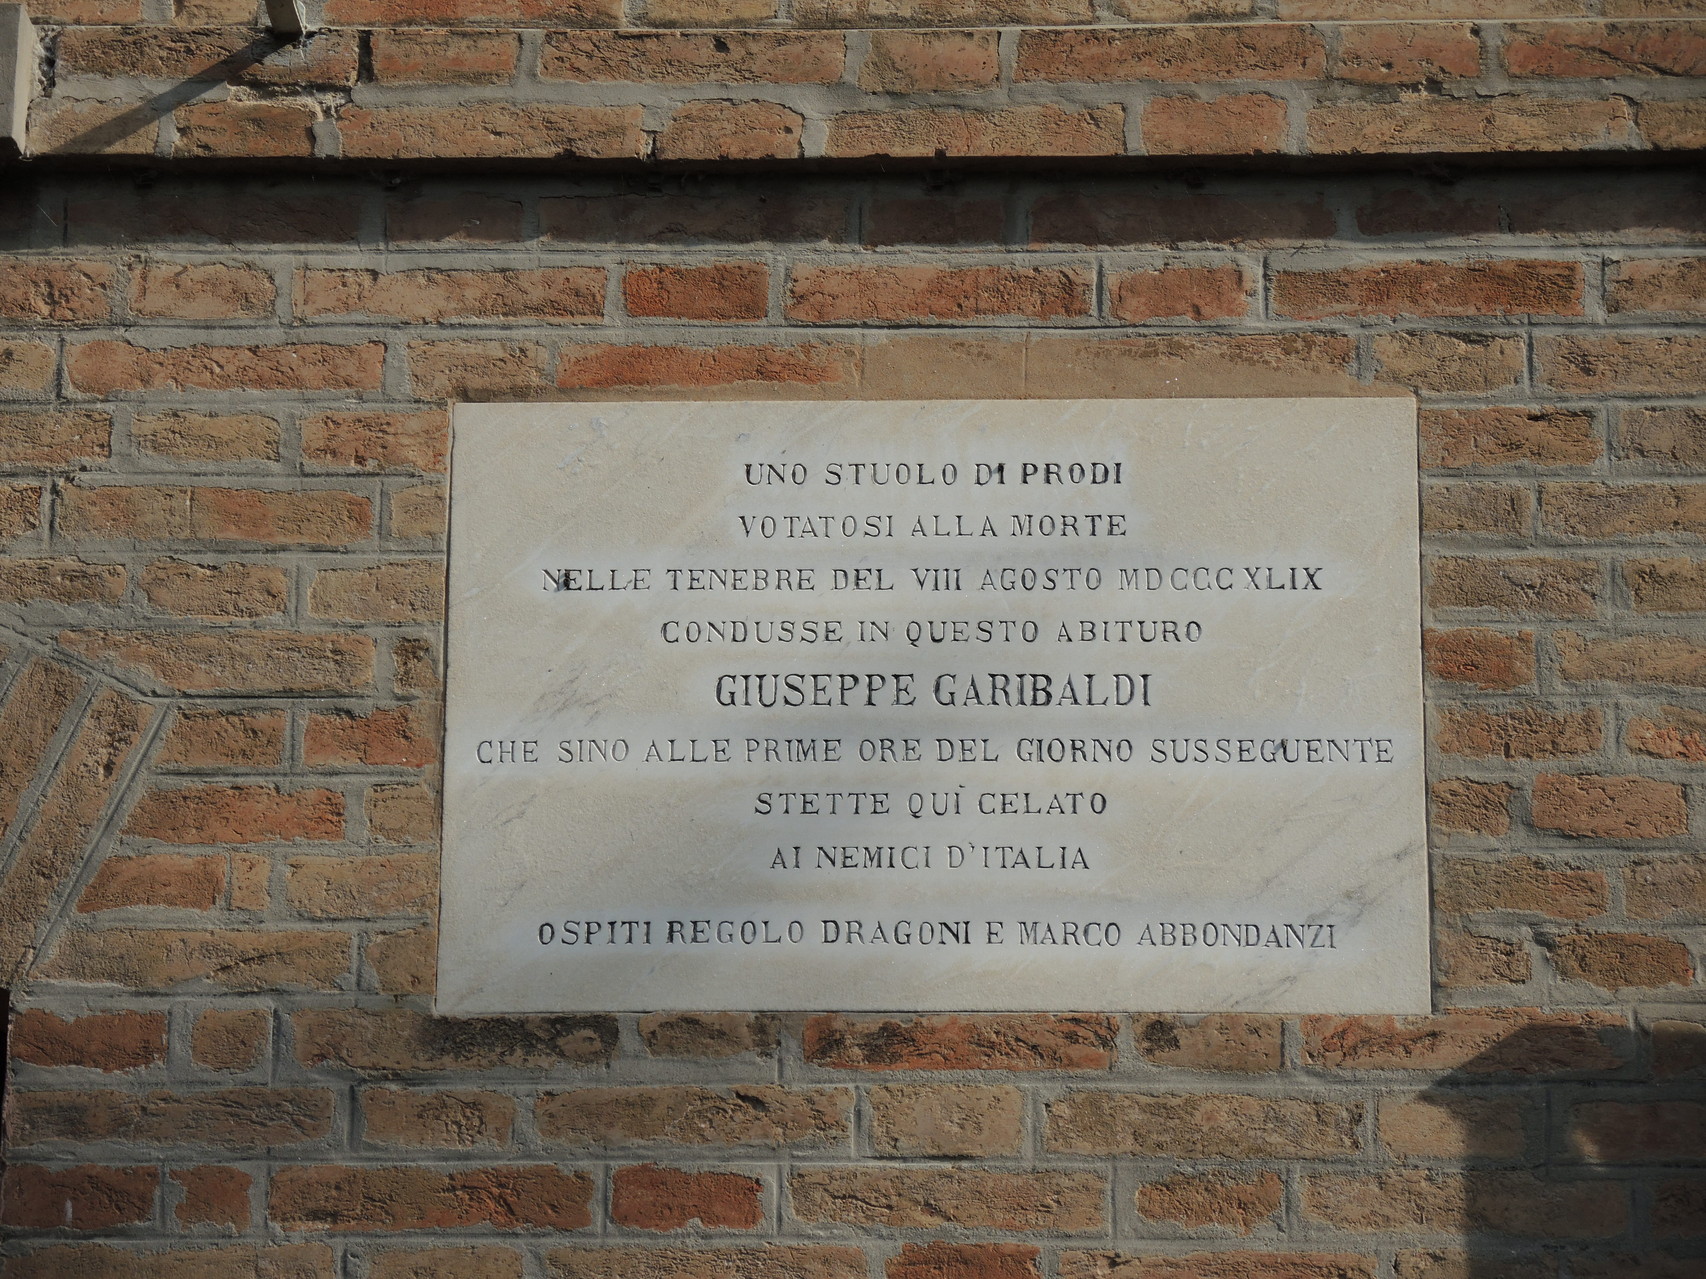 UNO STUOLO DI PRODI
VOTATOSI ALLA MORTE
NELLE TENEBRE DEL VIII AGOSTO MDCCCXLIX
CONDUSSE IN QUESTO ABITURO
GIUSEPPE GARIBALDI
CHE SINO ALLE PRIME ORE DEL GIORNO SUSSEGUENTE
STETTE QUÌ CELATO
AI NEMICI D'ITALIA
OSPITI REGOLO DRAGONI E MARCO ABBONDANZI